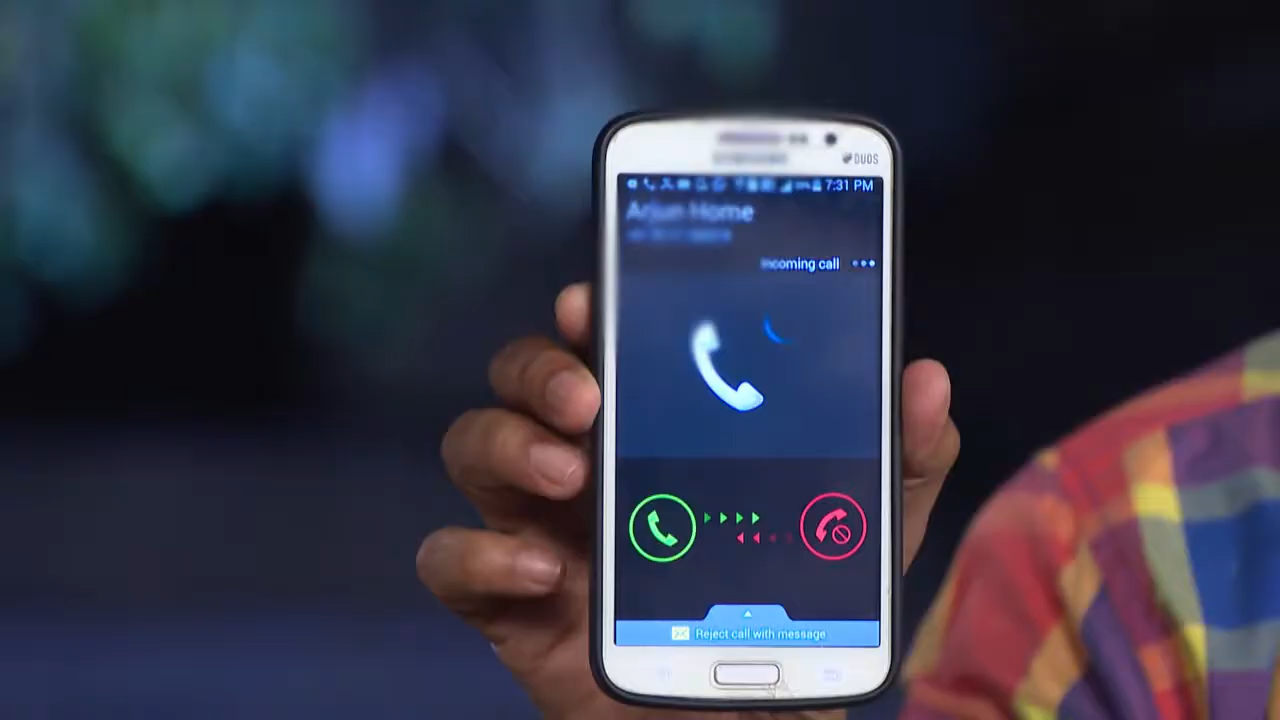 DUOS
7:31 PM
Arjun Home
Incoming call
Reject call with message